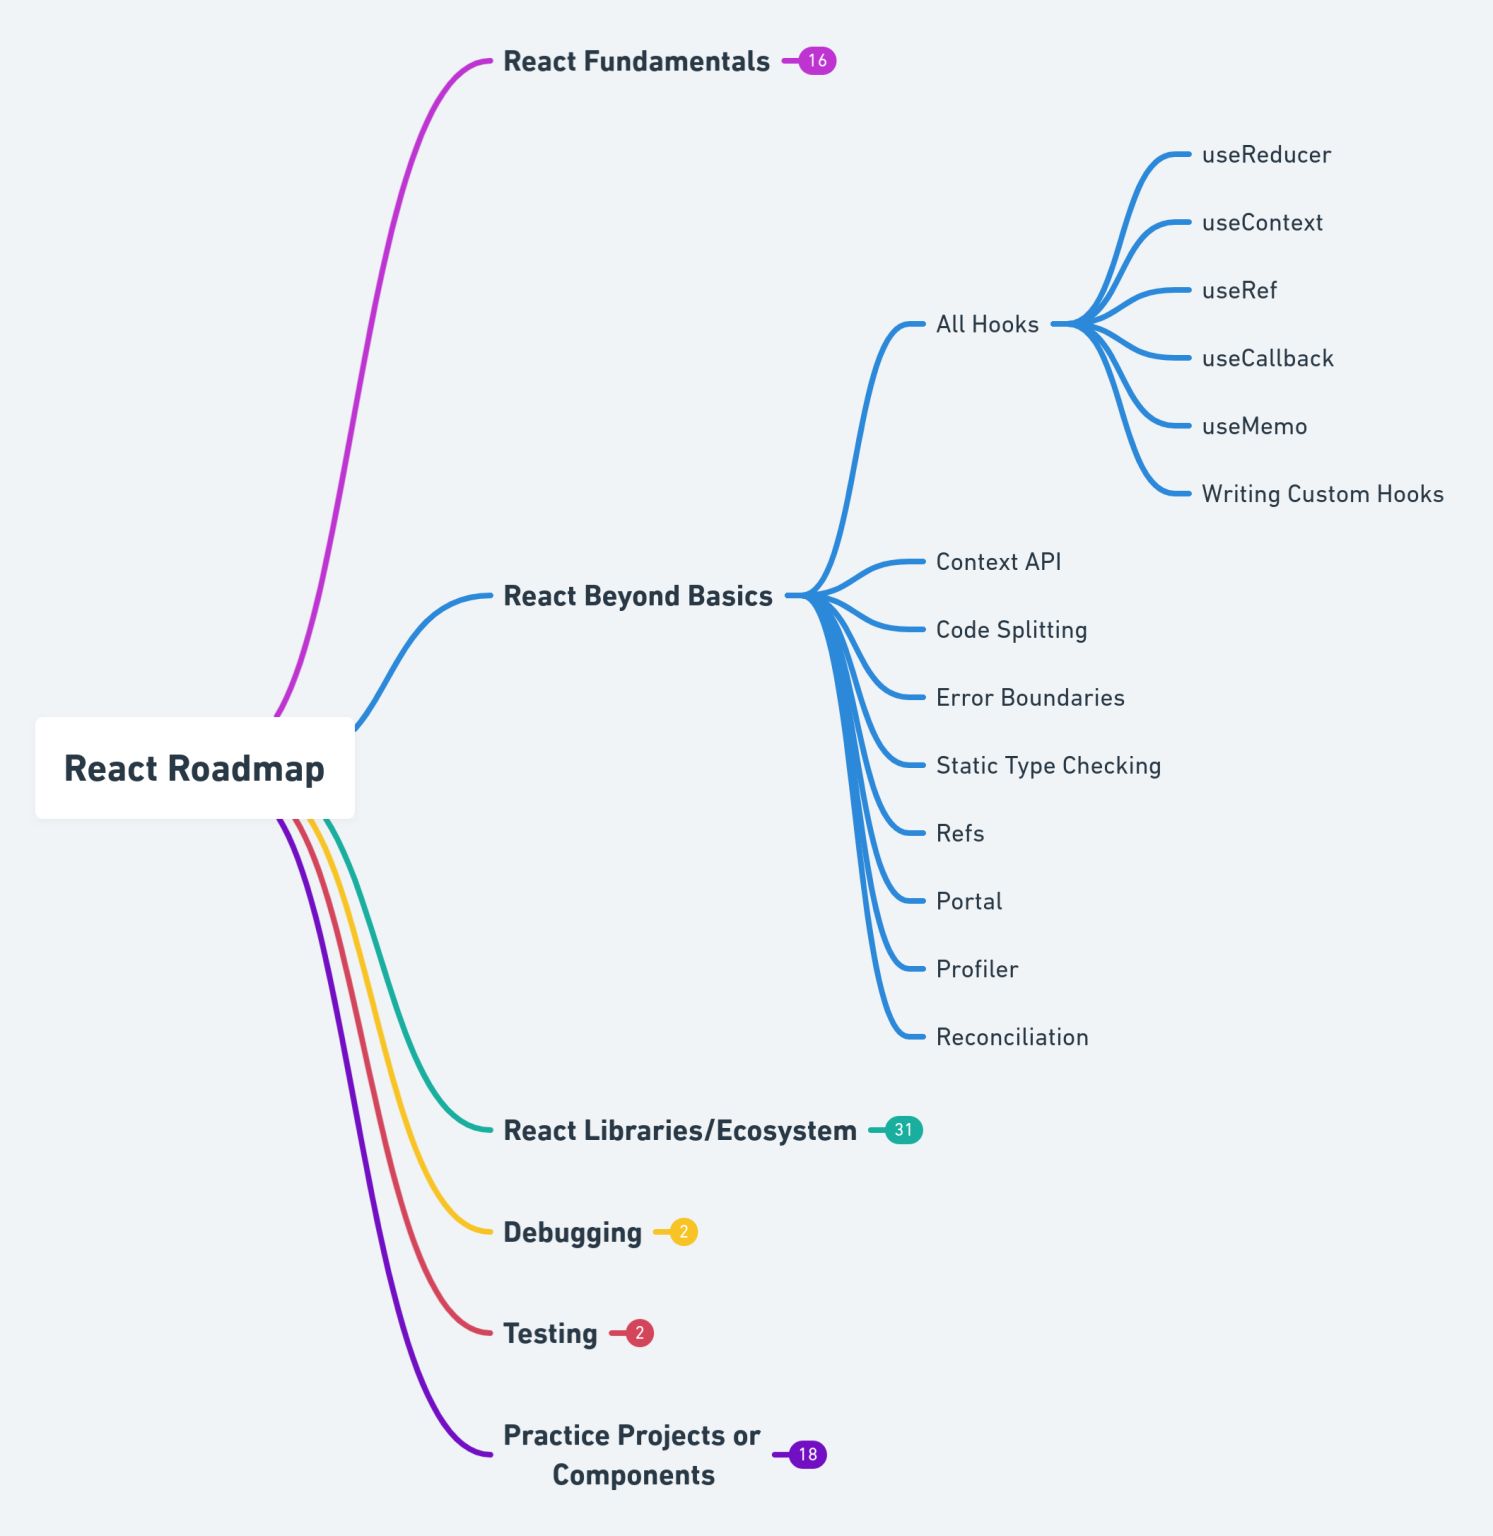 React Fundamentals 16
useReducer
useContext
useRef
All Hooks
useCallback
useMemo
Writing Custom Hooks
Context API
React Beyond Basics
Code Splitting
Error Boundaries
Static Type Checking
React Roadmap
Refs
Portal
Profiler
Reconciliation
React Libraries/Ecosystem 31
Debugging 2
Testing 2
Practice Projects or
Components
18